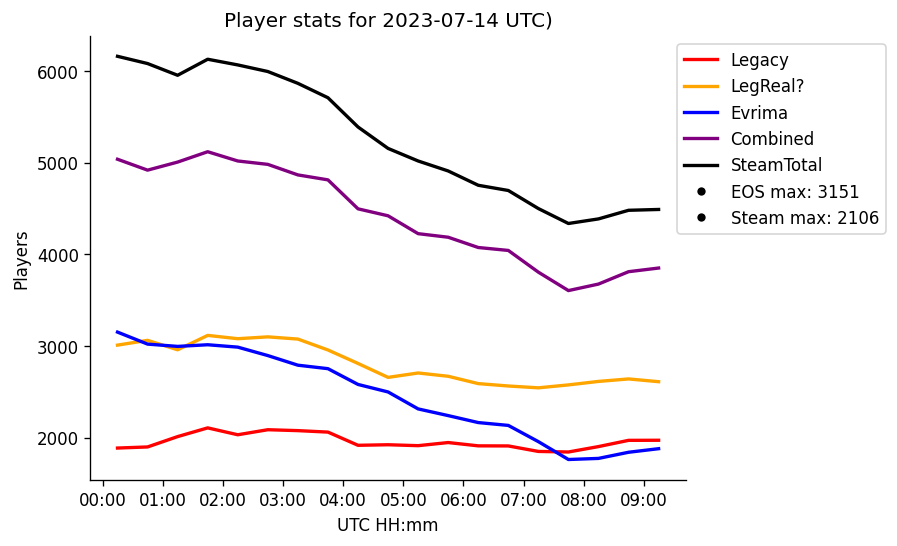 Player stats for 2023-07-14 UTC)
Players
6000
5000
4000
3000
2000
00:00 01:00 02:00 03:00 04:00 05:00 06:00 07:00 08:00 09:00
UTC HH:mm
Legacy
LegReal?
Evrima
Combined
SteamTotal
EOS max: 3151
Steam max: 2106